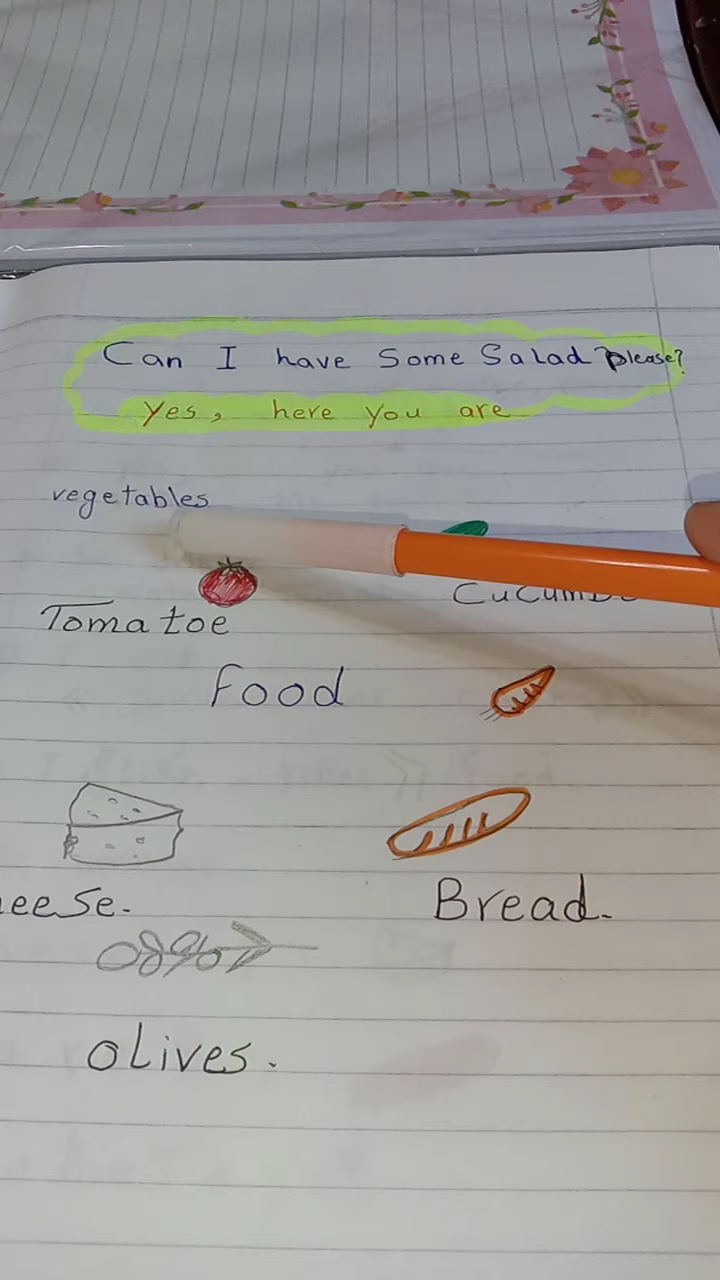 Can I have Some Salad please?
Yes, here you are
vegetables
Tomatoe
Food
Bread.
olives.